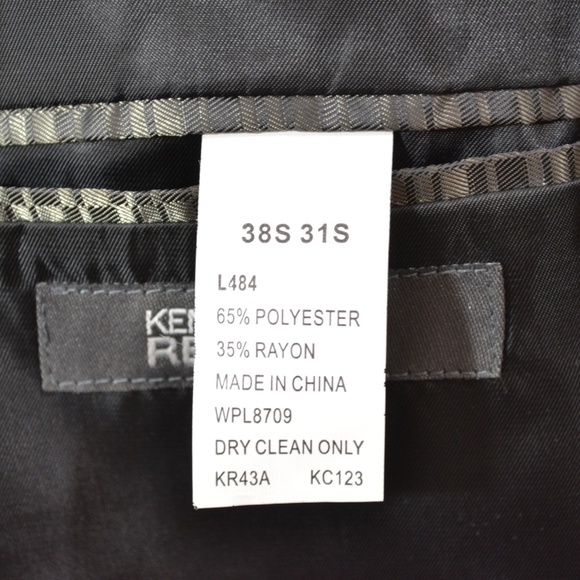 38S 31S
L484
65% POLYESTER
35% RAYON
MADE IN CHINA
WPL8709
DRY CLEAN ONLY
KR43A KC123